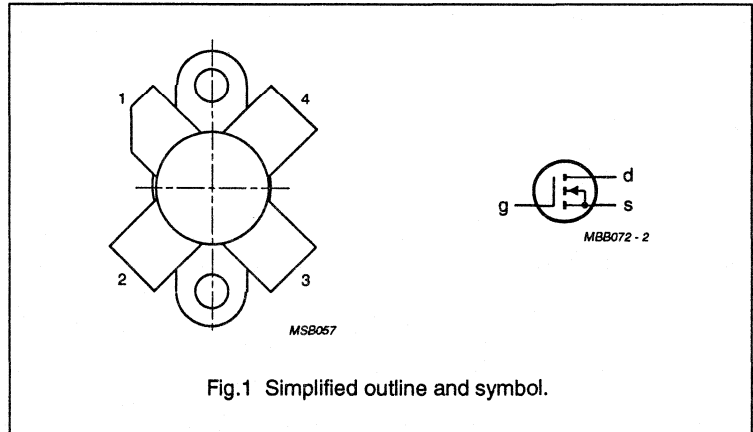 1
4
2
3
MSB057
g
d
s
MBB072 - 2
Fig.1 Simplified outline and symbol.